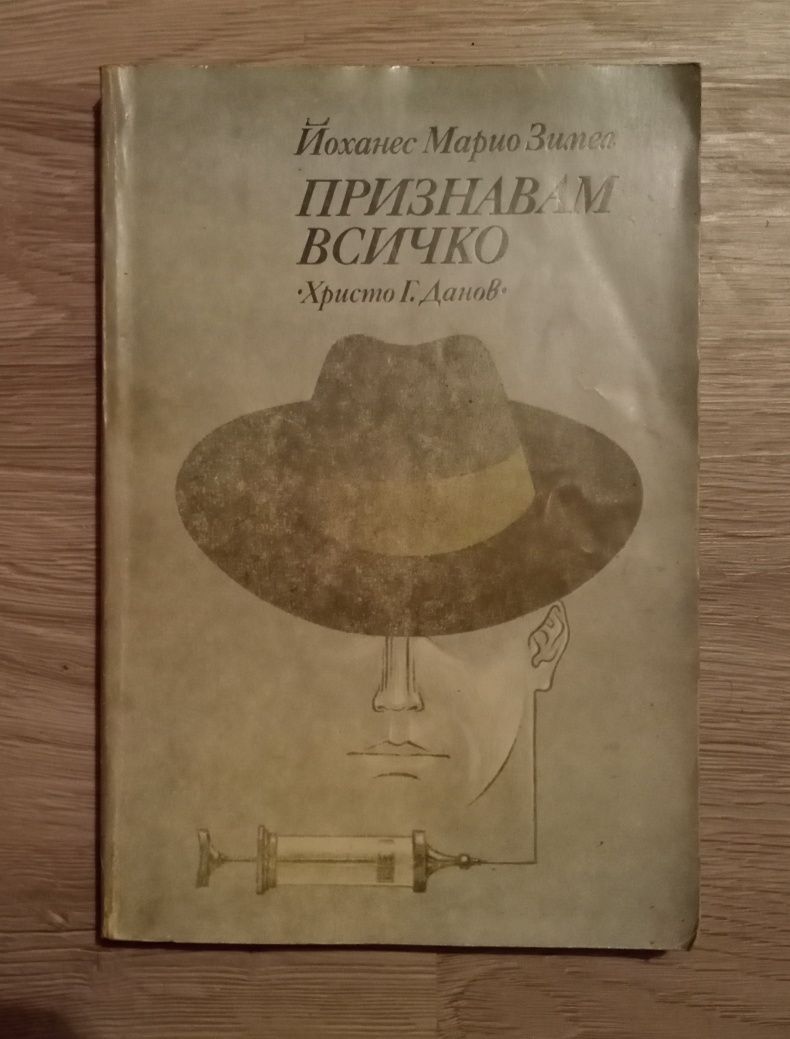 Йоханес Марио Зимел
ПРИЗНАВАМ
ВСИЧКО
·Христо Г. Данов·